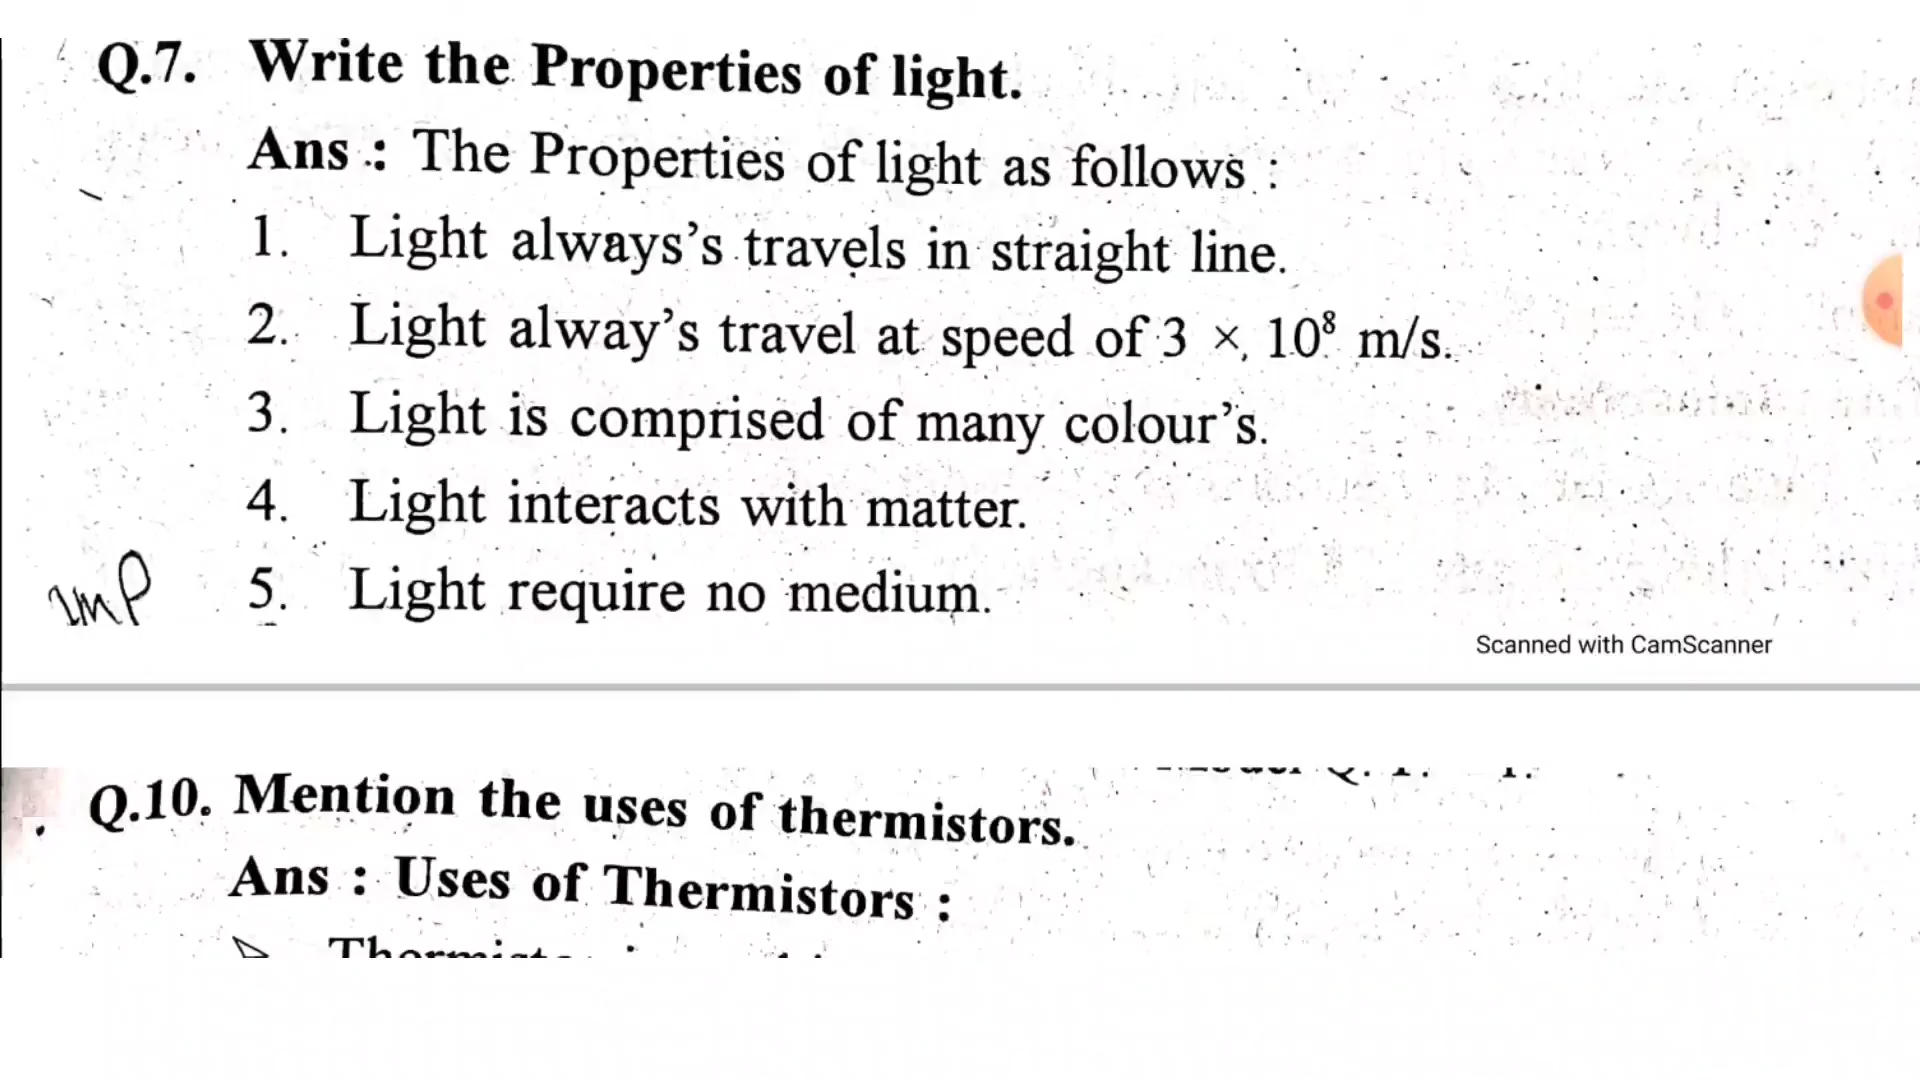 Q.7. Write the Properties of light.
Ans : The Properties of light as follows :
1. Light always's travels in straight line.
2. Light alway's travel at speed of 3 × 10⁸ m/s.
3. Light is comprised of many colour's.
4. Light interacts with matter.
5. Light require no medium.
Imp
Scanned with CamScanner
Q.10. Mention the uses of thermistors.
Ans : Uses of Thermistors :